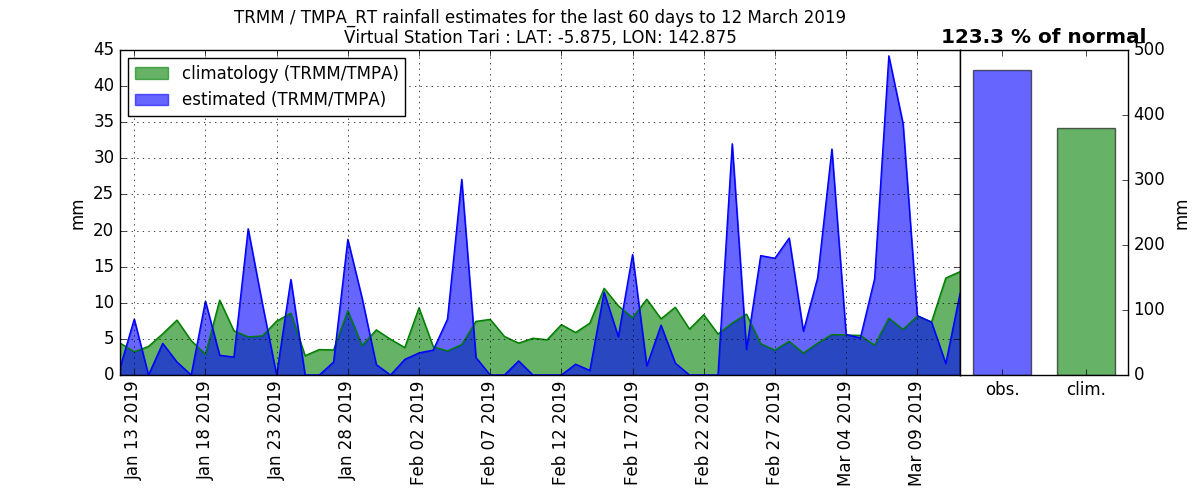 TRMM / TMPA_RT rainfall estimates for the last 60 days to 12 March 2019
Virtual Station Tari : LAT: -5.875, LON: 142.875
123.3 % of normal
climatology (TRMM/TMPA)
estimated (TRMM/TMPA)
45
40
35
30
25
20
15
10
5
0
mm
Jan 13 2019
Jan 18 2019
Jan 23 2019
Jan 28 2019
Feb 02 2019
Feb 07 2019
Feb 12 2019
Feb 17 2019
Feb 22 2019
Feb 27 2019
Mar 04 2019
Mar 09 2019
500
400
300
200
100
0
mm
obs.
clim.